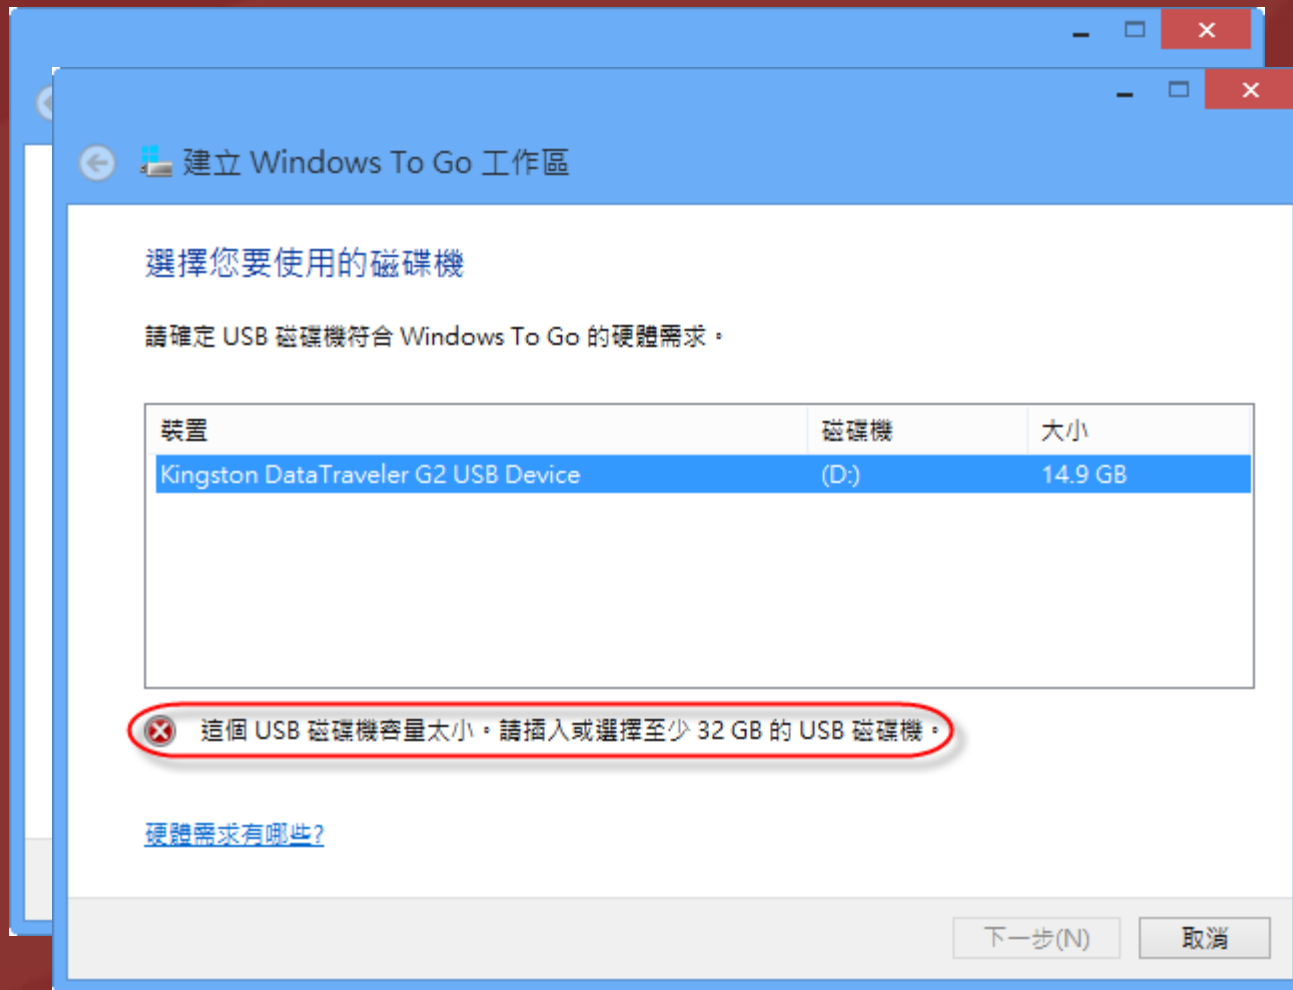 建立 Windows To Go 工作區
選擇您要使用的磁碟機
請確定 USB 磁碟機符合 Windows To Go 的硬體需求。
裝置 磁碟機 大小
Kingston DataTraveler G2 USB Device (D:) 14.9 GB
這個 USB 磁碟機容量太小。請插入或選擇至少 32 GB 的 USB 磁碟機。
硬體需求有哪些?
下一步(N) 取消